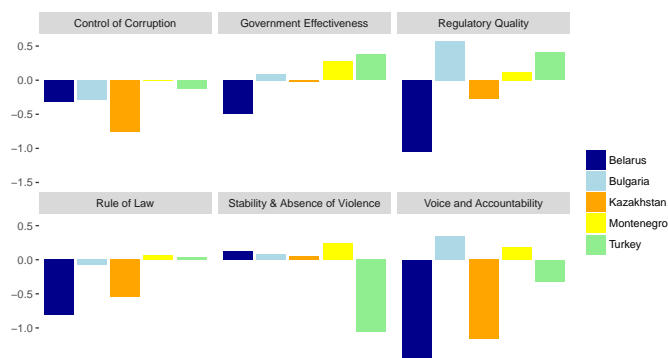 Control of Corruption
Government Effectiveness
Regulatory Quality
0.5
0.0
−0.5
−1.0
−1.5
Rule of Law
Stability & Absence of Violence
Voice and Accountability
0.5
0.0
−0.5
−1.0
Belarus
Bulgaria
Kazakhstan
Montenegro
Turkey